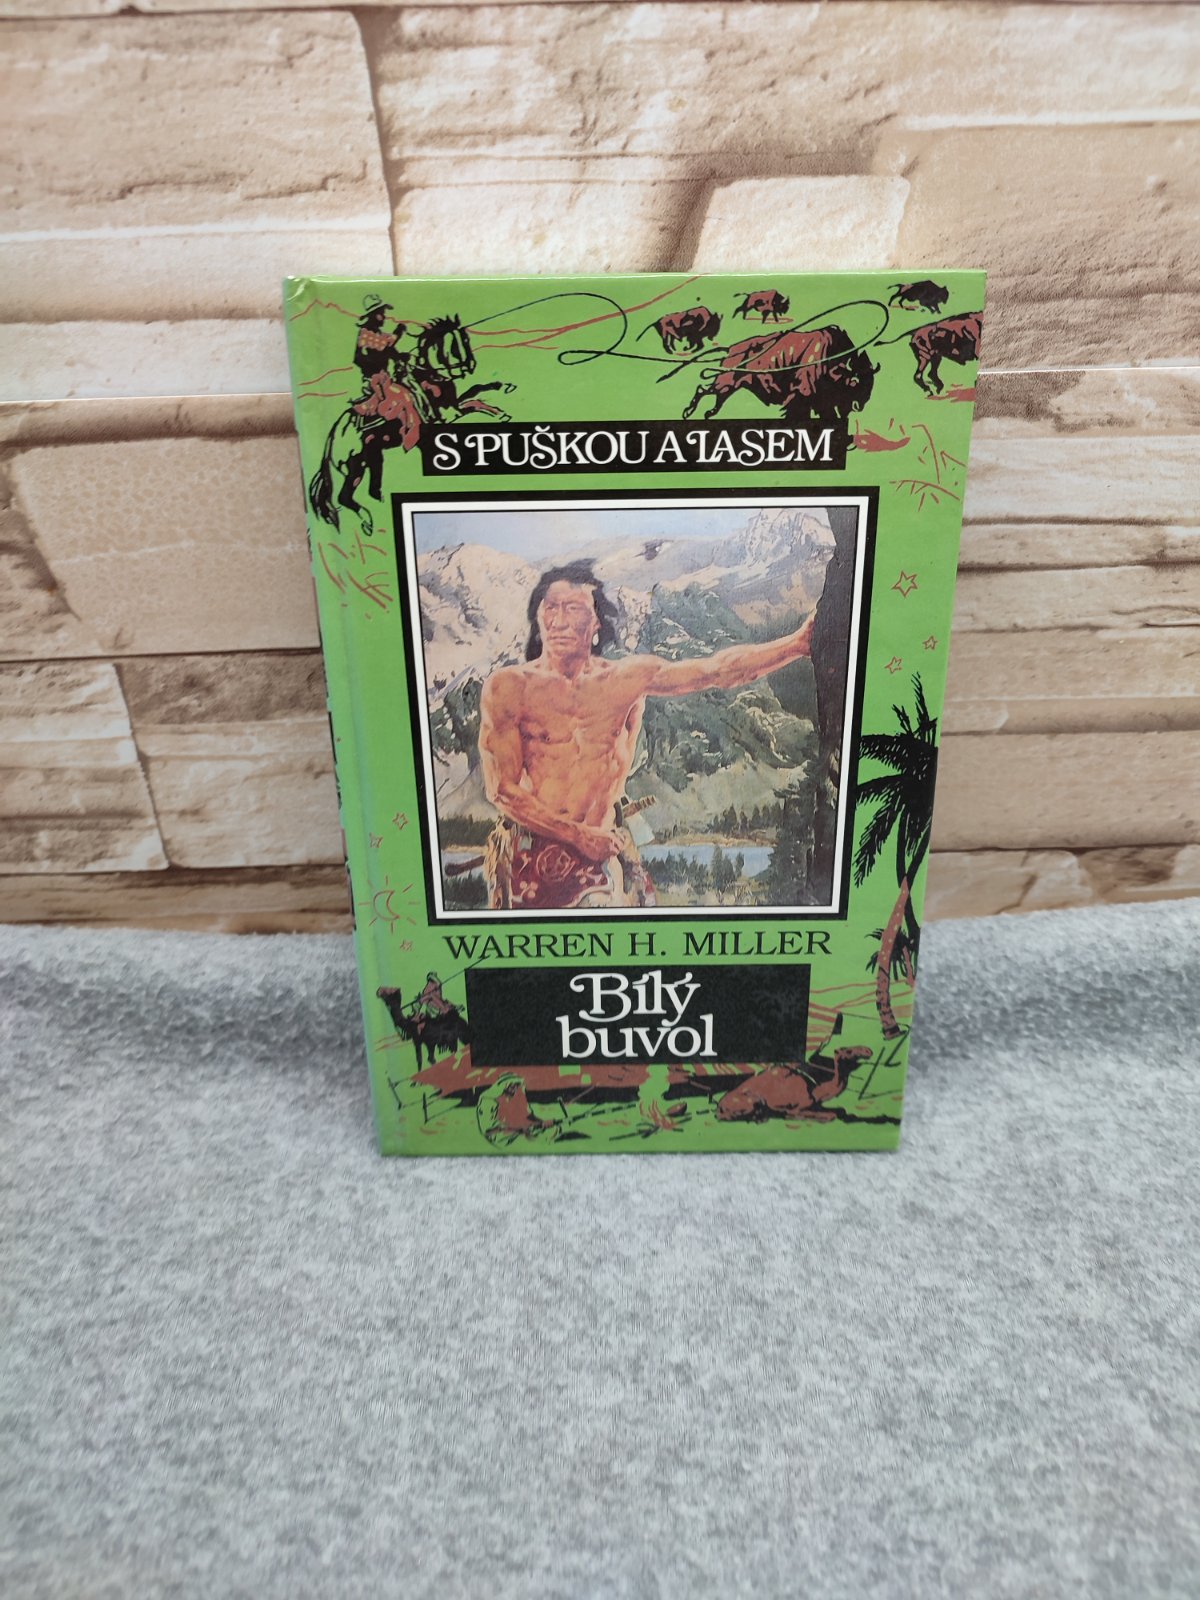 S PUŠKOU A LASEM
WARREN H. MILLER
Bílý
buvol